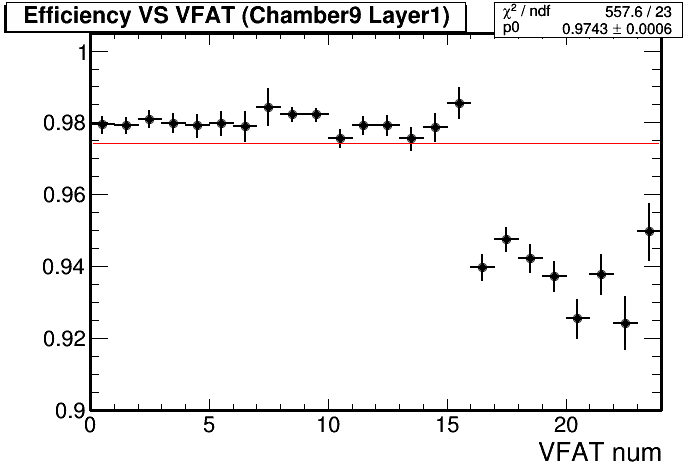 Efficiency VS VFAT (Chamber9 Layer1)
χ² / ndf 557.6 / 23
p0 0.9743 ± 0.0006
1
0.98
0.96
0.94
0.92
0.9
0 5 10 15 20
VFAT num